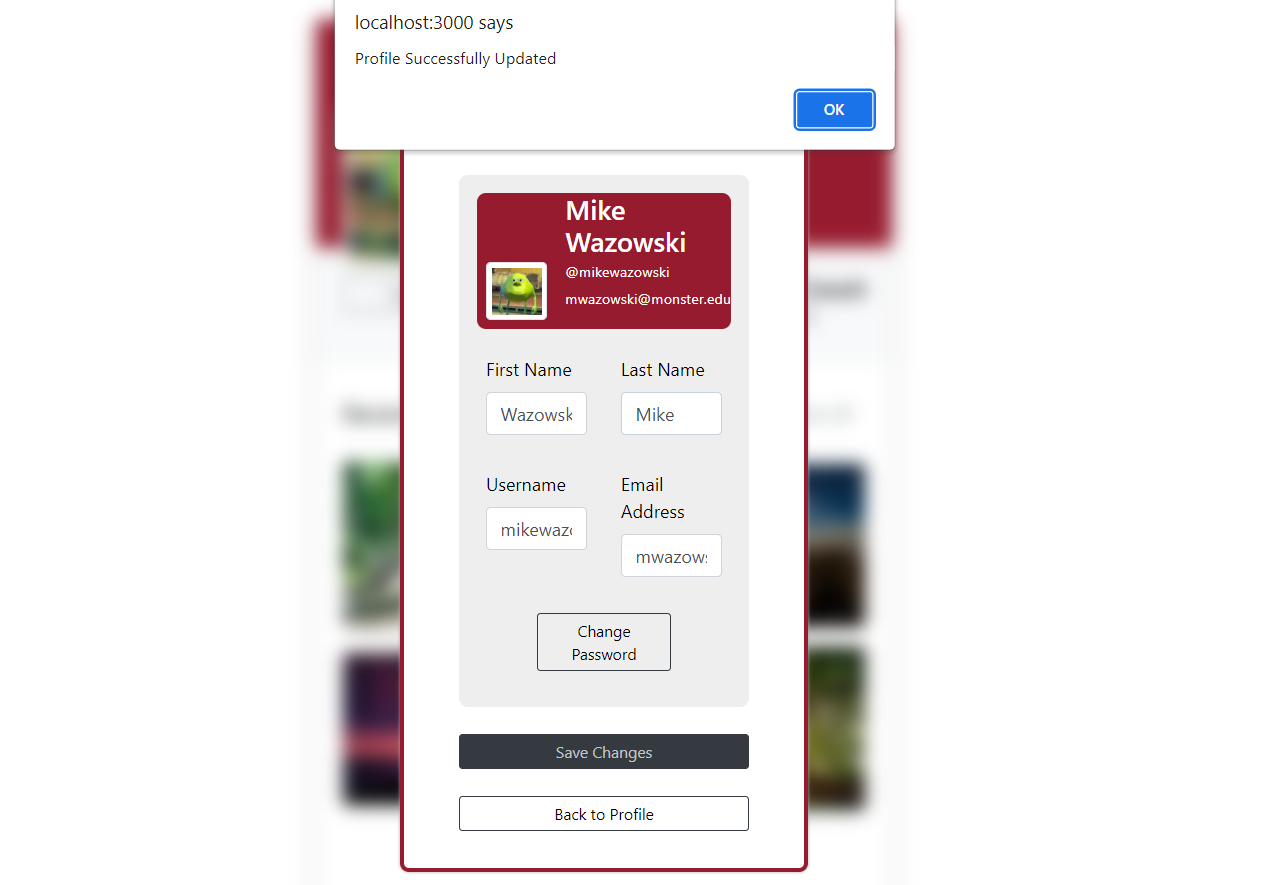 localhost:3000 says
Profile Successfully Updated
OK
Mike
Wazowski
@mikewazowski
mwazowski@monster.edu
First Name
Last Name
Wazowsk
Mike
Username
Email
Address
mikewaz
mwazows
Change
Password
Save Changes
Back to Profile